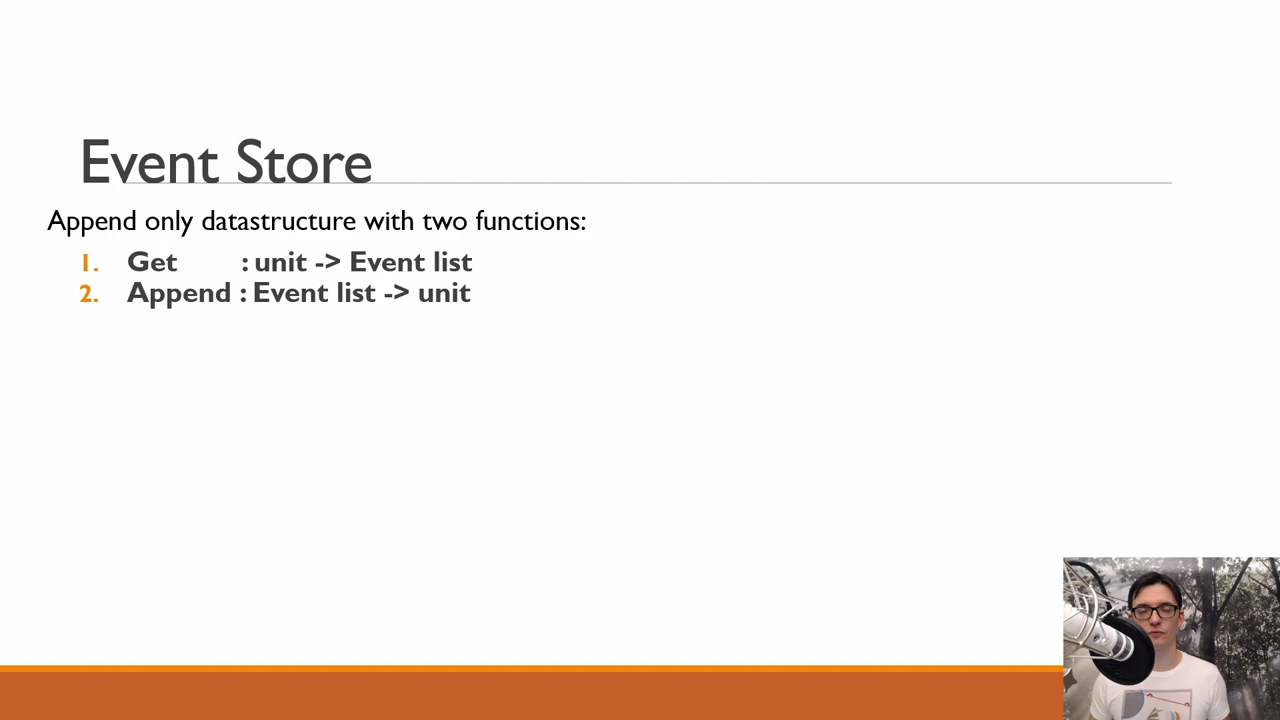 Event Store
Append only datastructure with two functions:
1. Get : unit -> Event list
2. Append : Event list -> unit